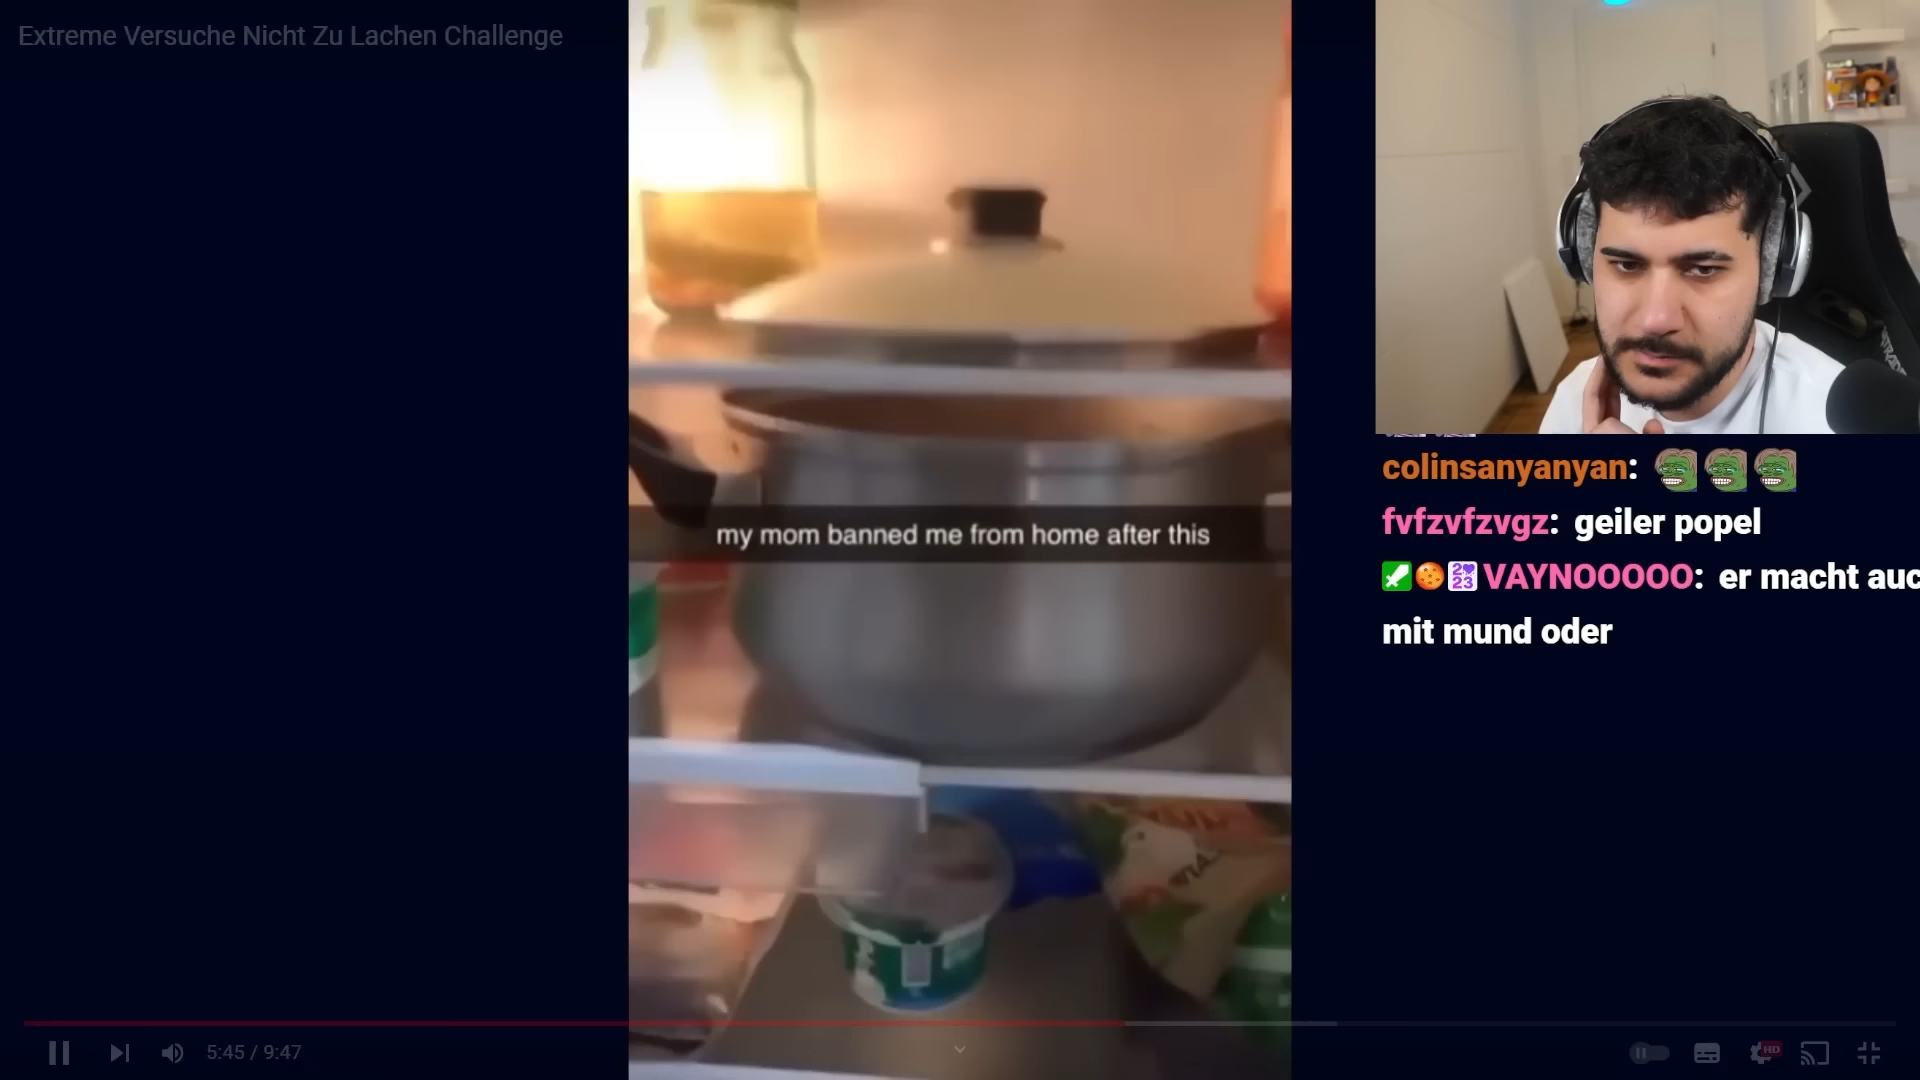 Extreme Versuche Nicht Zu Lachen Challenge
my mom banned me from home after this
colinsanyanyan:
fvfzvfzvgz: geiler popel
VAYNOOOOO: er macht auc
mit mund oder
5:45 / 9:47
HD